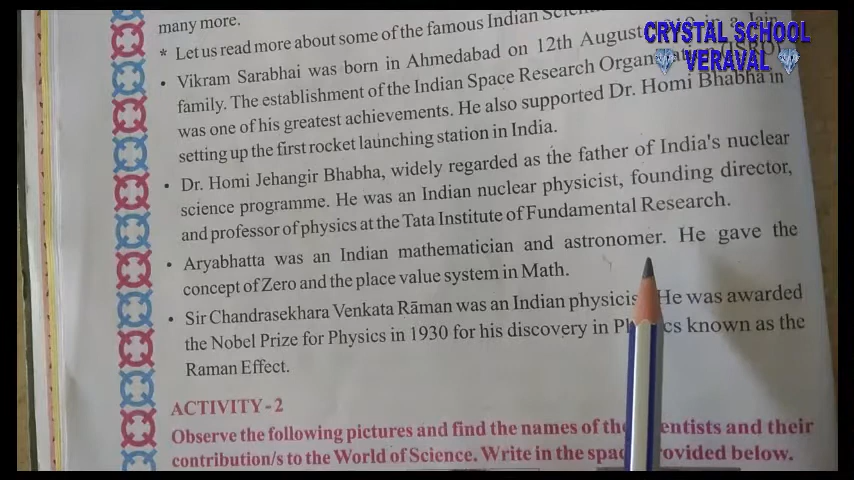 many more.
* Let us read more about some of the famous Indian
CRYSTAL SCHOOL
VERAVAL
• Vikram Sarabhai was born in Ahmedabad on 12th August in a Jain
family. The establishment of the Indian Space Research Organ (ISRO)
was one of his greatest achievements. He also supported Dr. Homi Bhabha in
setting up the first rocket launching station in India.
• Dr. Homi Jehangir Bhabha, widely regarded as the father of India's nuclear
science programme. He was an Indian nuclear physicist, founding director,
and professor of physics at the Tata Institute of Fundamental Research.
• Aryabhatta was an Indian mathematician and astronomer. He gave the
concept of Zero and the place value system in Math.
• Sir Chandrasekhara Venkata Rāman was an Indian physicis He was awarded
the Nobel Prize for Physics in 1930 for his discovery in Ph cs known as the
Raman Effect.
ACTIVITY-2
Observe the following pictures and find the names of the entists and their
contribution/s to the World of Science. Write in the spac rovided below.